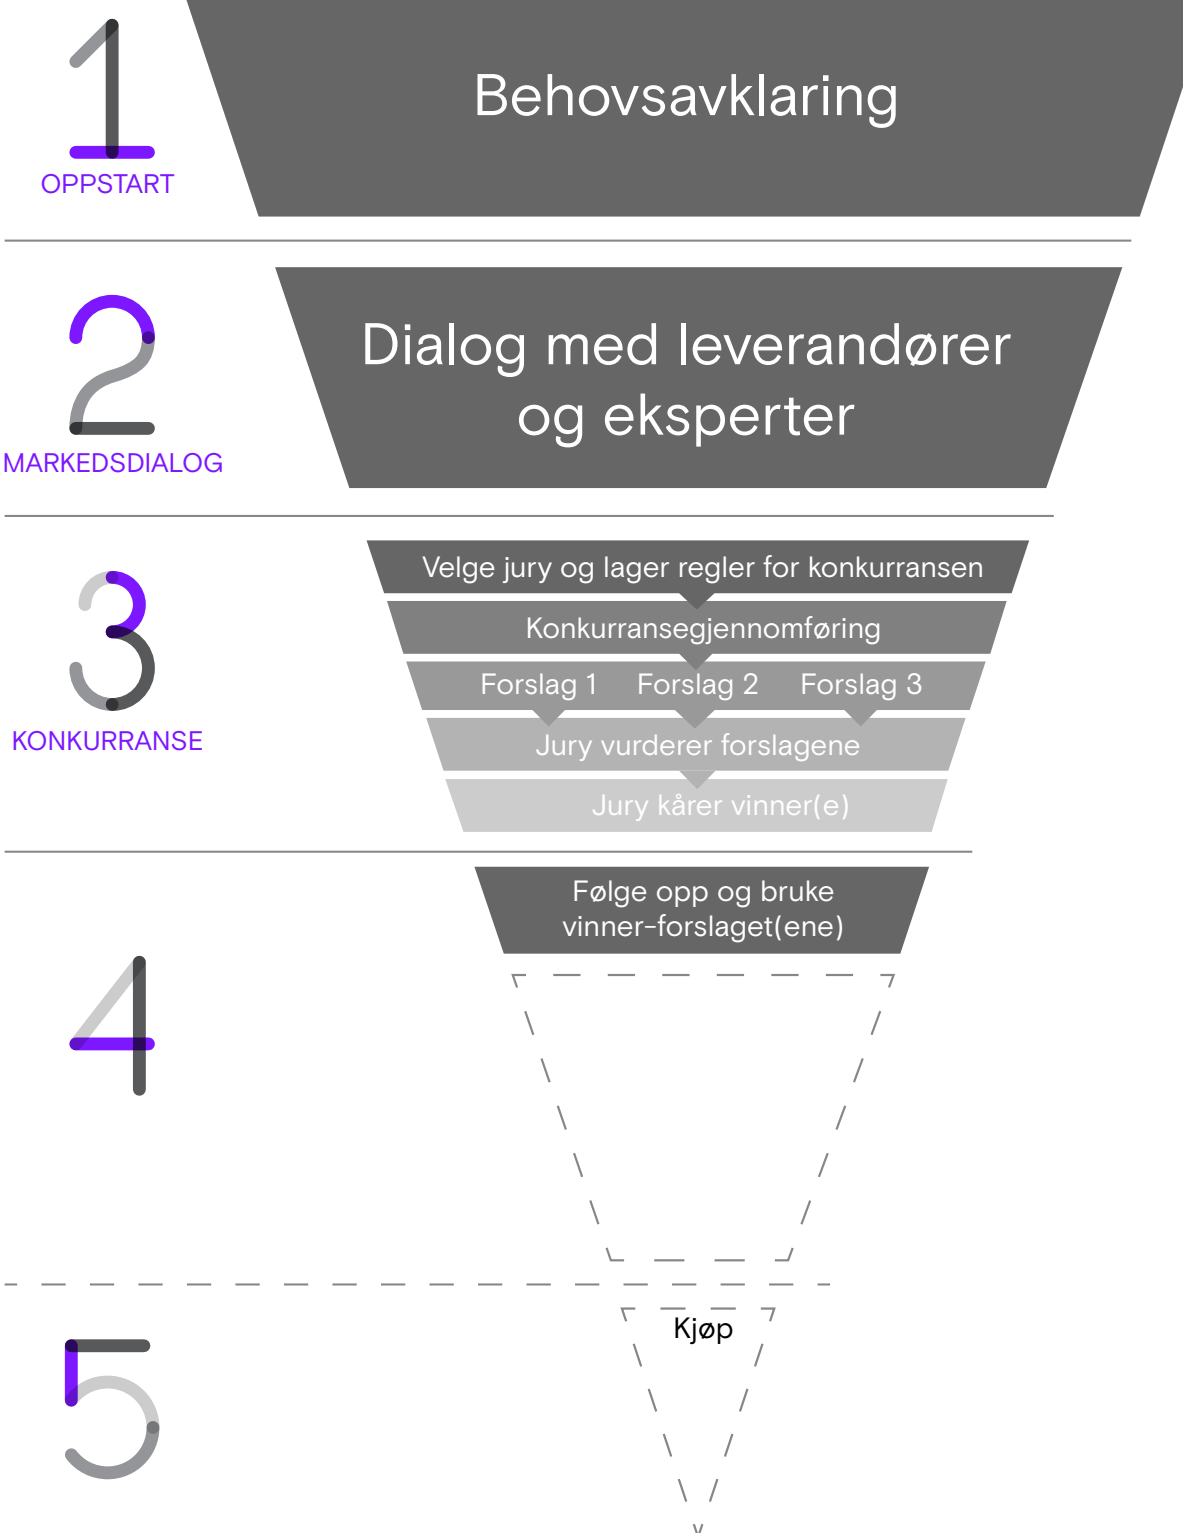 1
OPPSTART
Behovsavklaring
2
MARKEDSDIALOG
Dialog med leverandører
og eksperter
3
KONKURRANSE
Velge jury og lager regler for konkurransen
Konkurransegjennomføring
Forslag 1 Forslag 2 Forslag 3
Jury vurderer forslagene
Jury kårer vinner(e)
4
Følge opp og bruke
vinner-forslaget(ene)
5
Kjøp